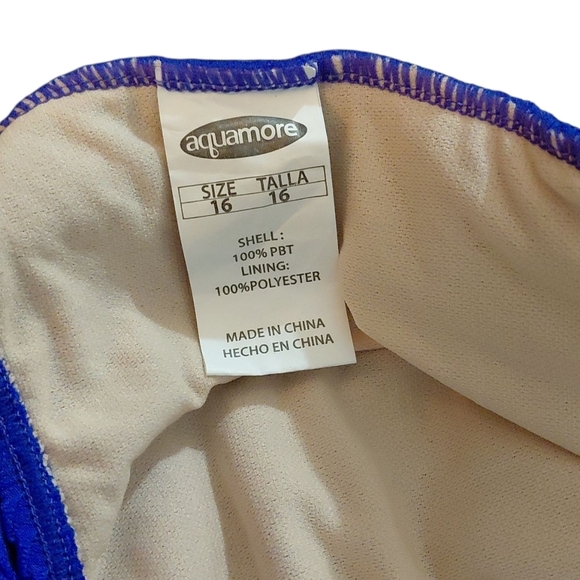 aquamore
SIZE TALLA
16 16
SHELL:
100% PBT
LINING:
100%POLYESTER
MADE IN CHINA
HECHO EN CHINA